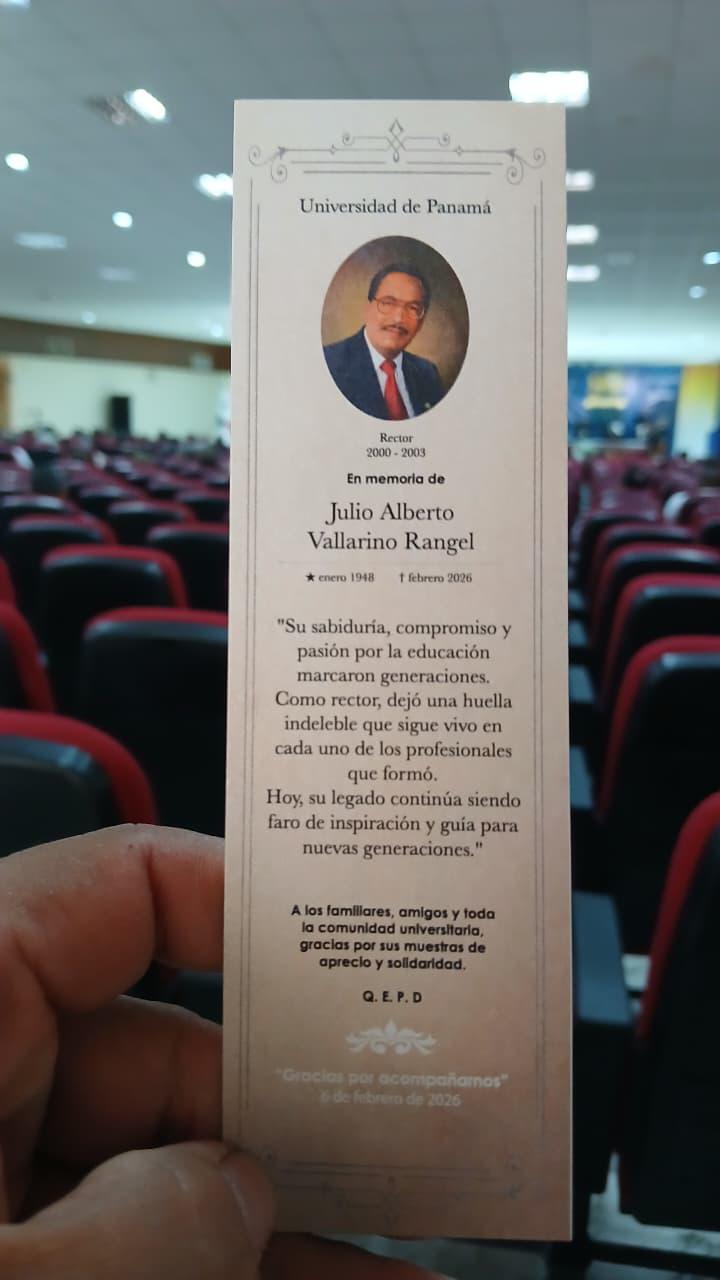 Universidad de Panamá
Rector
2000 - 2003
En memoria de
Julio Alberto
Vallarino Rangel
★ enero 1948 † febrero 2026
"Su sabiduría, compromiso y
pasión por la educación
marcaron generaciones.
Como rector, dejó una huella
indeleble que sigue vivo en
cada uno de los profesionales
que formó.
Hoy, su legado continúa siendo
faro de inspiración y guía para
nuevas generaciones."
A los familiares, amigos y toda
la comunidad universitaria,
gracias por sus muestras de
aprecio y solidaridad.
Q. E. P. D
"Gracias por acompañarnos"
6 de febrero de 2026